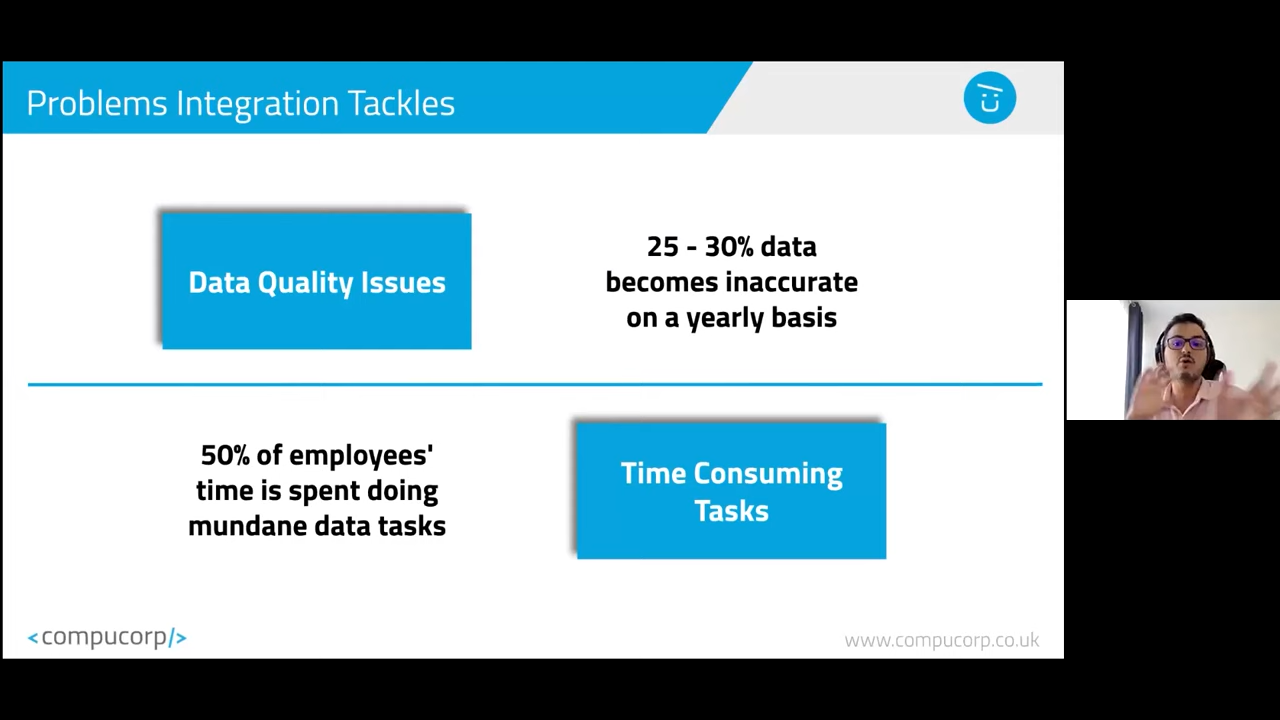 Problems Integration Tackles
Data Quality Issues
25 - 30% data
becomes inaccurate
on a yearly basis
50% of employees'
time is spent doing
mundane data tasks
Time Consuming
Tasks
<compucorp/>
www.compucorp.co.uk